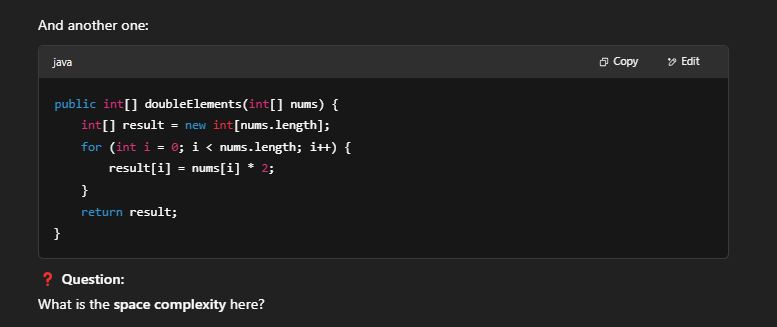 And another one:
java Copy Edit
public int[] doubleElements(int[] nums) {
    int[] result = new int[nums.length];
    for (int i = 0; i < nums.length; i++) {
        result[i] = nums[i] * 2;
    }
    return result;
}
❓ Question:
What is the space complexity here?